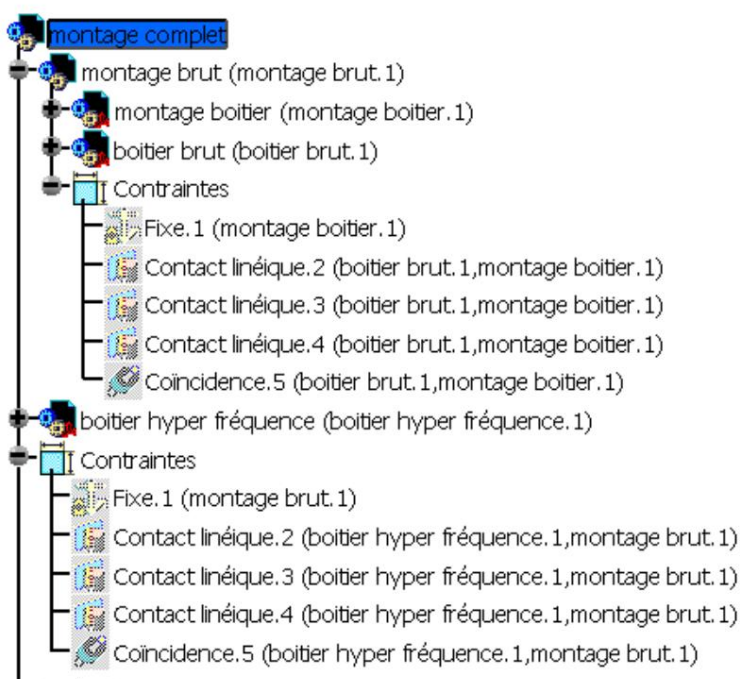 montage complet
montage brut (montage brut.1)
montage boitier (montage boitier.1)
boitier brut (boitier brut.1)
Contraintes
Fixe.1 (montage boitier.1)
Contact linéique.2 (boitier brut.1,montage boitier.1)
Contact linéique.3 (boitier brut.1,montage boitier.1)
Contact linéique.4 (boitier brut.1,montage boitier.1)
Coïncidence.5 (boitier brut.1,montage boitier.1)
boitier hyper fréquence (boitier hyper fréquence.1)
Contraintes
Fixe.1 (montage brut.1)
Contact linéique.2 (boitier hyper fréquence.1,montage brut.1)
Contact linéique.3 (boitier hyper fréquence.1,montage brut.1)
Contact linéique.4 (boitier hyper fréquence.1,montage brut.1)
Coïncidence.5 (boitier hyper fréquence.1,montage brut.1)